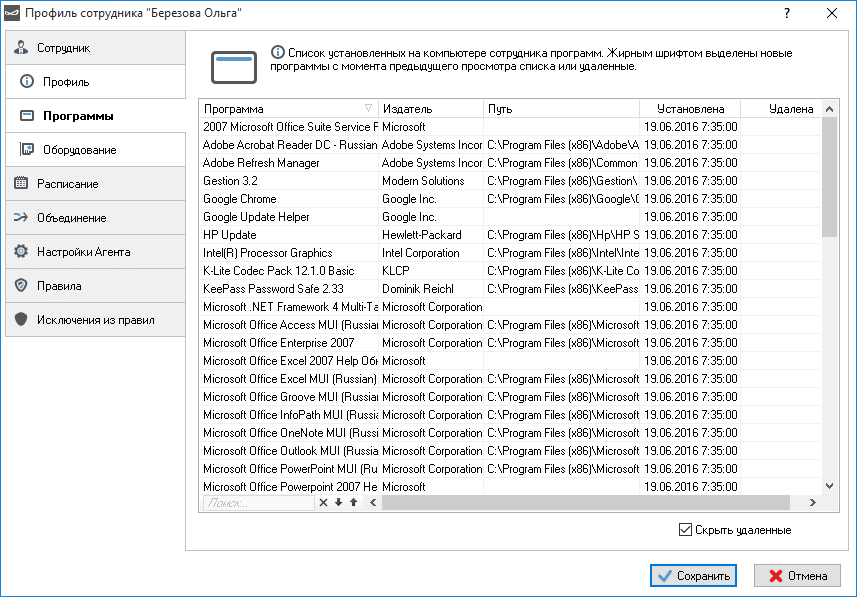 Профиль сотрудника "Березова Ольга"
?
Сотрудник
Профиль
Программы
Оборудование
Расписание
Объединение
Настройки Агента
Правила
Исключения из правил
Список установленных на компьютере сотрудника программ. Жирным шрифтом выделены новые
программы с момента предыдущего просмотра списка или удаленные.
Программа Издатель Путь Установлена Удалена
2007 Microsoft Office Suite Service F Microsoft 19.06.2016 7:35:00
Adobe Acrobat Reader DC - Russian Adobe Systems Incor C:\Program Files (x86)\Adobe\A 19.06.2016 7:35:00
Adobe Refresh Manager Adobe Systems Incor C:\Program Files (x86)\Common 19.06.2016 7:35:00
Gestion 3.2 Modern Solutions C:\Program Files (x86)\Gestion\ 19.06.2016 7:35:00
Google Chrome Google Inc. C:\Program Files (x86)\Google\C 19.06.2016 7:35:00
Google Update Helper Google Inc. 19.06.2016 7:35:00
HP Update Hewlett-Packard C:\Program Files (x86)\Hp\HP S 19.06.2016 7:35:00
Intel(R) Processor Graphics Intel Corporation C:\Program Files (x86)\Intel\Inte 19.06.2016 7:35:00
K-Lite Codec Pack 12.1.0 Basic KLCP C:\Program Files (x86)\K-Lite Co 19.06.2016 7:35:00
KeePass Password Safe 2.33 Dominik Reichl C:\Program Files (x86)\KeePass 19.06.2016 7:35:00
Microsoft .NET Framework 4 Multi-Ta Microsoft Corporation 19.06.2016 7:35:00
Microsoft Office Access MUI (Russian Microsoft Corporation C:\Program Files (x86)\Microsoft 19.06.2016 7:35:00
Microsoft Office Enterprise 2007 Microsoft Corporation C:\Program Files (x86)\Microsoft 19.06.2016 7:35:00
Microsoft Office Excel 2007 Help Обн Microsoft 19.06.2016 7:35:00
Microsoft Office Excel MUI (Russian) Microsoft Corporation C:\Program Files (x86)\Microsoft 19.06.2016 7:35:00
Microsoft Office Groove MUI (Russia Microsoft Corporation C:\Program Files (x86)\Microsoft 19.06.2016 7:35:00
Microsoft Office InfoPath MUI (Russi Microsoft Corporation C:\Program Files (x86)\Microsoft 19.06.2016 7:35:00
Microsoft Office OneNote MUI (Russi Microsoft Corporation C:\Program Files (x86)\Microsoft 19.06.2016 7:35:00
Microsoft Office Outlook MUI (Russia Microsoft Corporation C:\Program Files (x86)\Microsoft 19.06.2016 7:35:00
Microsoft Office PowerPoint MUI (Ru Microsoft Corporation C:\Program Files (x86)\Microsoft 19.06.2016 7:35:00
Microsoft Office Powerpoint 2007 He Microsoft 19.06.2016 7:35:00
Поиск...
Скрыть удаленные
Сохранить Отмена